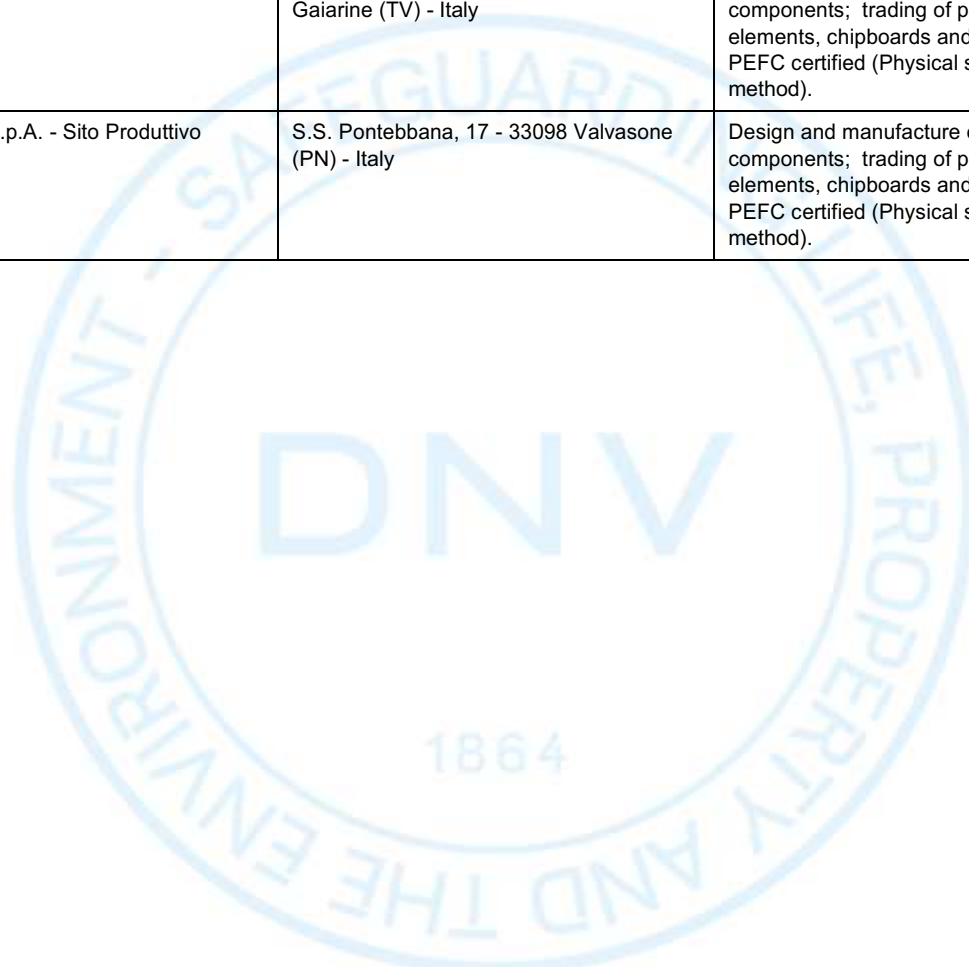 Gaiarine (TV) - Italy
components; trading of p
elements, chipboards and
PEFC certified (Physical s
method).
.p.A. - Sito Produttivo
S.S. Pontebbana, 17 - 33098 Valvasone
(PN) - Italy
Design and manufacture
components; trading of p
elements, chipboards and
PEFC certified (Physical s
method).
SAFEGUARDING LIFE, PROPERTY AND THE ENVIRONMENT -
DNV
1864